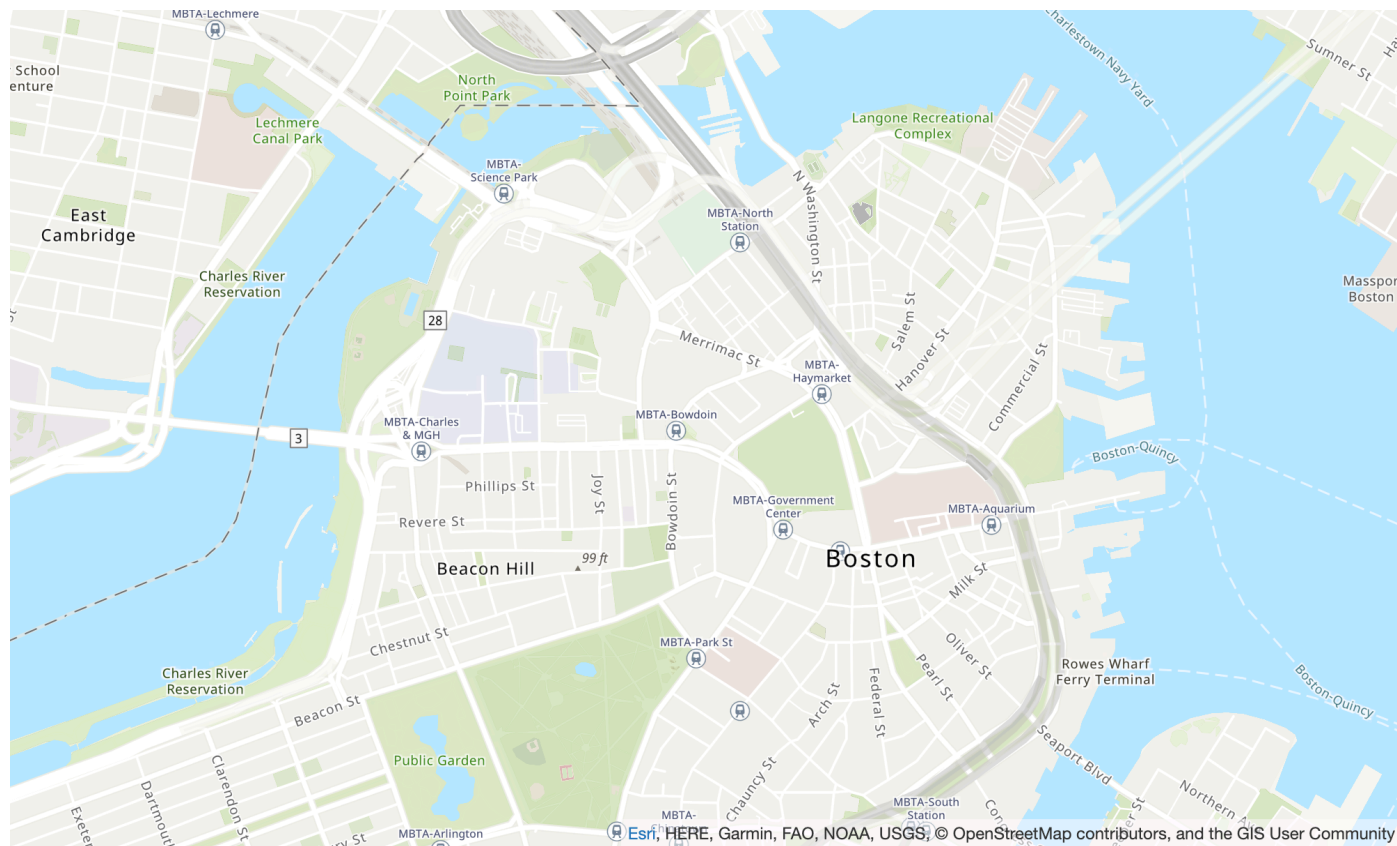 MBTA-Lechmere
School
enture
North
Point Park
Lechmere
Canal Park
MBTA-
Science Park
East
Cambridge
Charles River
Reservation
28
3
MBTA-Charles
& MGH
MBTA-North
Station
N Washington St
Langone Recreational
Complex
Charlestown Navy Yard
Sumner St
Masspor
Boston
Salem St
Hanover St
Commercial St
Merrimac St
MBTA-
Haymarket
MBTA-Bowdoin
Boston-Quincy
Phillips St
Joy St
Bowdoin St
Revere St
MBTA-Government
Center
MBTA-Aquarium
Beacon Hill
99 ft
Boston
Milk St
Chestnut St
MBTA-Park St
Oliver St
Pearl St
Rowes Wharf
Ferry Terminal
Charles River
Reservation
Beacon St
Arch St
Federal St
Boston-Quincy
Public Garden
Seaport Blvd
Clarendon St
Dartmouth
Exeter
Chauncy St
Northern Av
MBTA-South
Station
MBTA-Arlington
MBTA-
Esri, HERE, Garmin, FAO, NOAA, USGS, © OpenStreetMap contributors, and the GIS User Community